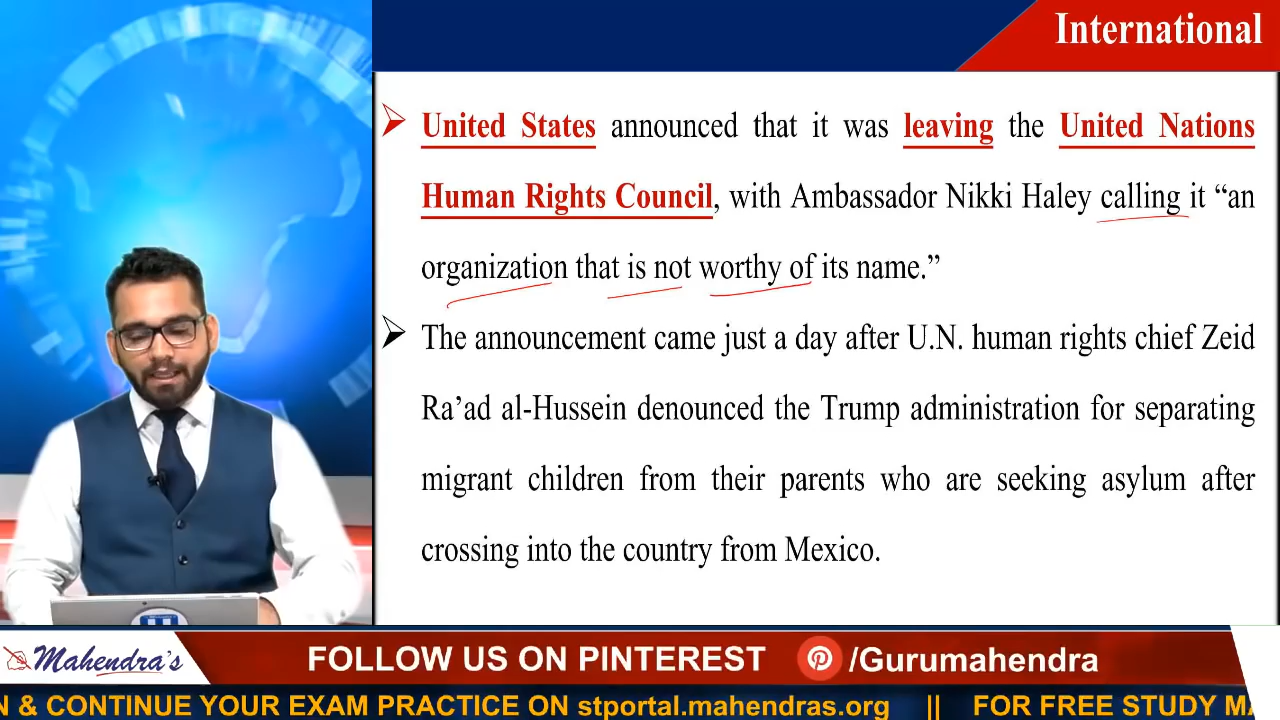 International
➢ United States announced that it was leaving the United Nations
Human Rights Council, with Ambassador Nikki Haley calling it “an
organization that is not worthy of its name.”
➢ The announcement came just a day after U.N. human rights chief Zeid
Ra’ad al-Hussein denounced the Trump administration for separating
migrant children from their parents who are seeking asylum after
crossing into the country from Mexico.
Mahendra's
FOLLOW US ON PINTEREST /Gurumahendra
N & CONTINUE YOUR EXAM PRACTICE ON stportal.mahendras.org || FOR FREE STUDY MA